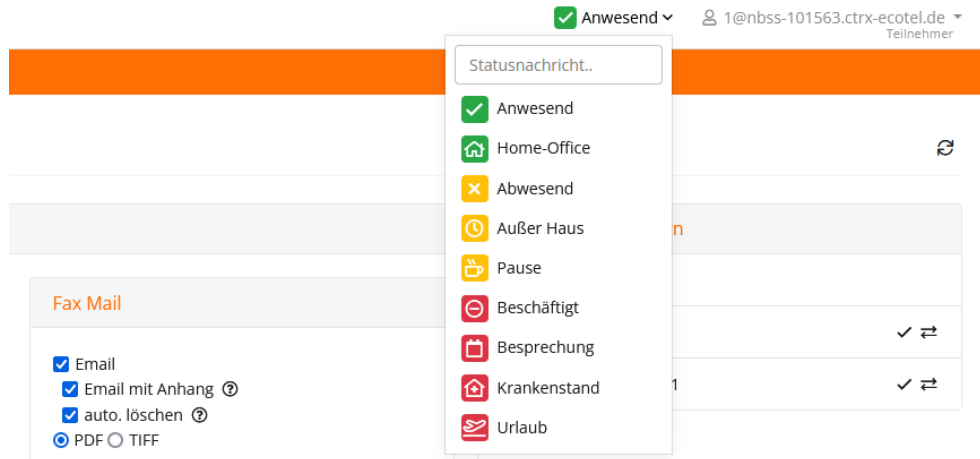 Anwesend
1@nbss-101563.ctrx-ecotel.de
Teilnehmer
Statusnachricht..
Anwesend
Home-Office
Abwesend
Außer Haus
Pause
Beschäftigt
Besprechung
Krankenstand
Urlaub
n
1
Fax Mail
Email
Email mit Anhang
auto. löschen
PDF TIFF